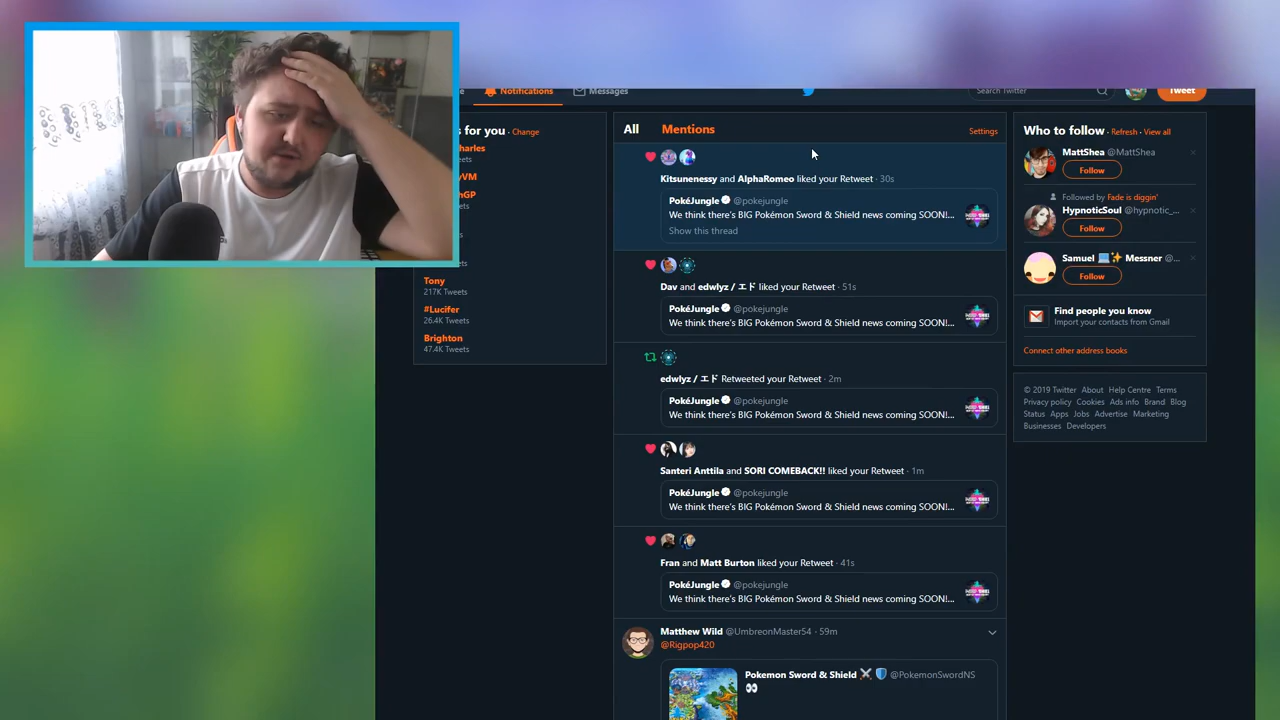 Notifications
Messages
Search Twitter
Tweet
s for you · Change
harles
eets
yVM
hGP
ets
Tony
217K Tweets
#Lucifer
26.4K Tweets
Brighton
47.4K Tweets
All
Mentions
Settings
Kitsunenessy and AlphaRomeo liked your Retweet · 30s
PokéJungle @pokejungle
We think there's BIG Pokémon Sword & Shield news coming SOON!...
Show this thread
Dav and edwlyz / エド liked your Retweet · 51s
PokéJungle @pokejungle
We think there's BIG Pokémon Sword & Shield news coming SOON!...
edwlyz / エド Retweeted your Retweet · 2m
PokéJungle @pokejungle
We think there's BIG Pokémon Sword & Shield news coming SOON!...
Santeri Anttila and SORI COMEBACK!! liked your Retweet · 1m
PokéJungle @pokejungle
We think there's BIG Pokémon Sword & Shield news coming SOON!...
Fran and Matt Burton liked your Retweet · 41s
PokéJungle @pokejungle
We think there's BIG Pokémon Sword & Shield news coming SOON!...
Matthew Wild @UmbreonMaster54 · 59m
@Rigpop420
Pokemon Sword & Shield ⚔️ 🛡️ @PokemonSwordNS
👀
Who to follow · Refresh · View all
MattShea @MattShea
Follow
Followed by Fade is diggin'
HypnoticSoul @hypnotic_...
Follow
Samuel 💻✨ Messner @...
Follow
Find people you know
Import your contacts from Gmail
Connect other address books
© 2019 Twitter About Help Centre Terms
Privacy policy Cookies Ads info Brand Blog
Status Apps Jobs Advertise Marketing
Businesses Developers